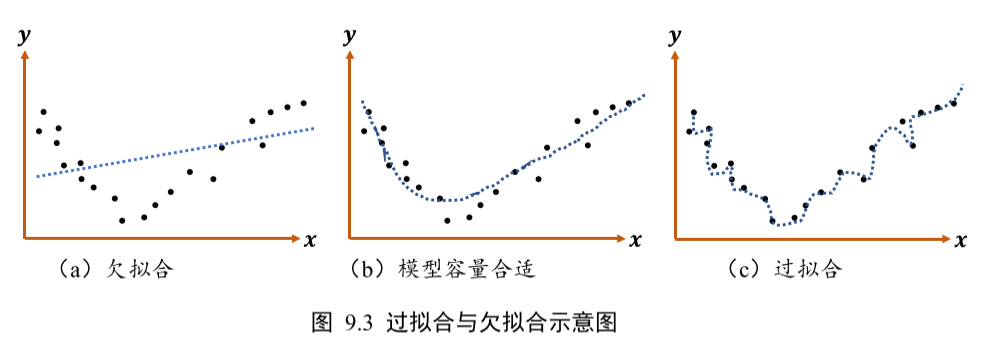 y y y
x x x
（a）欠拟合 （b）模型容量合适 （c）过拟合
图 9.3 过拟合与欠拟合示意图